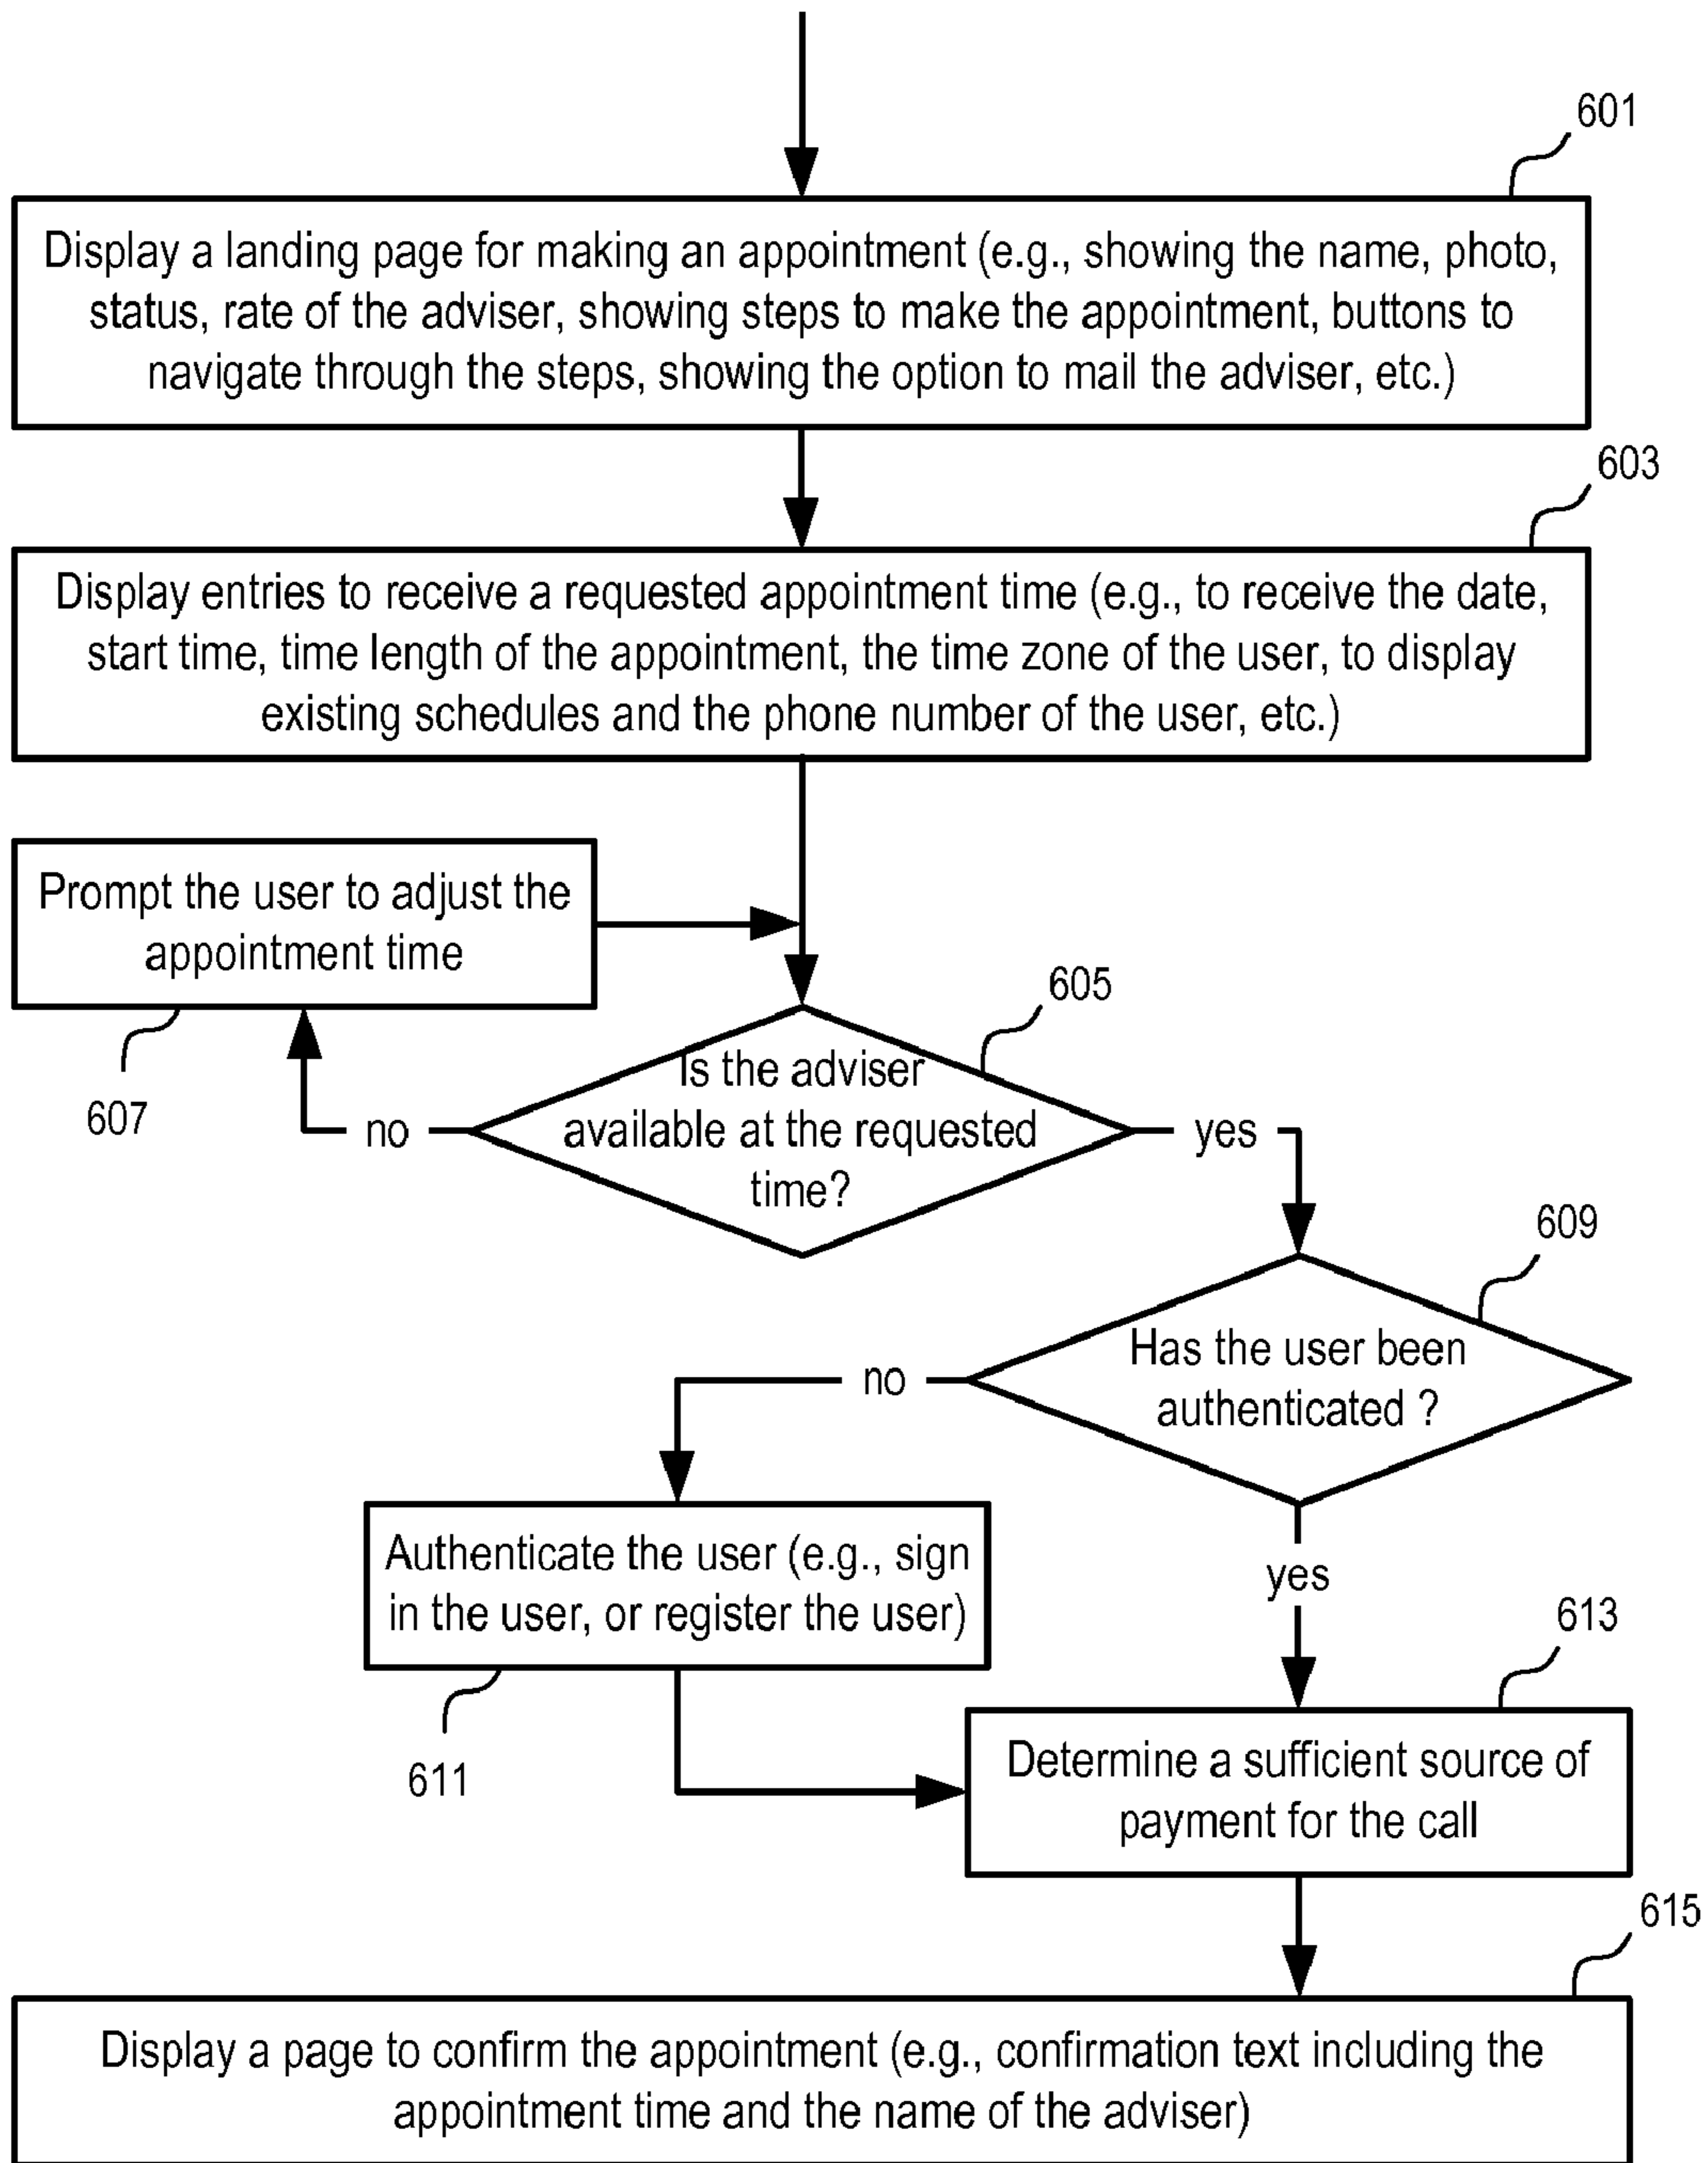 601
Display a landing page for making an appointment (e.g., showing the name, photo,
status, rate of the adviser, showing steps to make the appointment, buttons to
navigate through the steps, showing the option to mail the adviser, etc.)
603
Display entries to receive a requested appointment time (e.g., to receive the date,
start time, time length of the appointment, the time zone of the user, to display
existing schedules and the phone number of the user, etc.)
Prompt the user to adjust the
appointment time
607
605
Is the adviser
available at the requested
time?
no
yes
609
Has the user been
authenticated ?
no
yes
Authenticate the user (e.g., sign
in the user, or register the user)
611
613
Determine a sufficient source of
payment for the call
615
Display a page to confirm the appointment (e.g., confirmation text including the
appointment time and the name of the adviser)